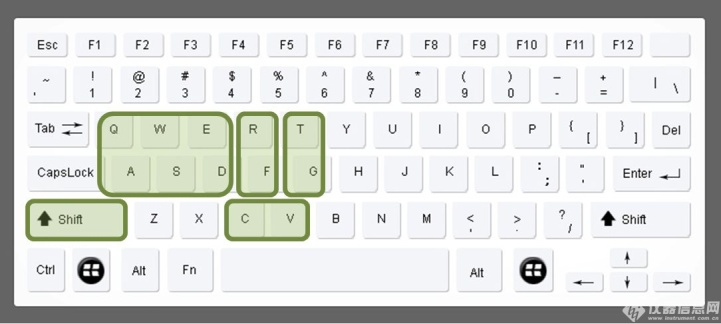 Esc F1 F2 F3 F4 F5 F6 F7 F8 F9 F10 F11 F12
~ ! @ # $ % ^ & * ( ) – + |
' 1 2 3 4 5 6 7 8 9 0 - = \
Tab Q W E R T Y U I O P { [ } ] Del
CapsLock A S D F G H J K L : ; " ' Enter
Shift Z X C V B N M < , > . ? / Shift
Ctrl Alt Fn Alt
仪器信息网
www.instrument.com.cn